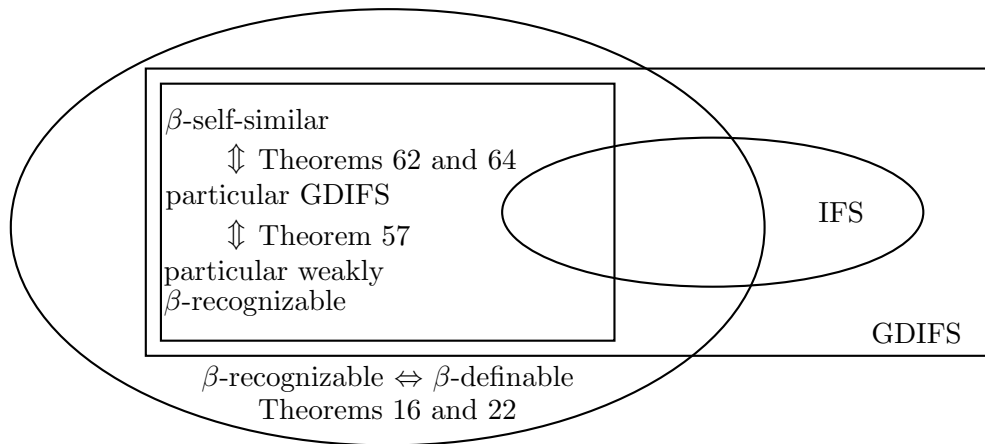 β-self-similar
⇕ Theorems 62 and 64
particular GDIFS
⇕ Theorem 57
particular weakly
β-recognizable
IFS
GDIFS
β-recognizable ⇔ β-definable
Theorems 16 and 22